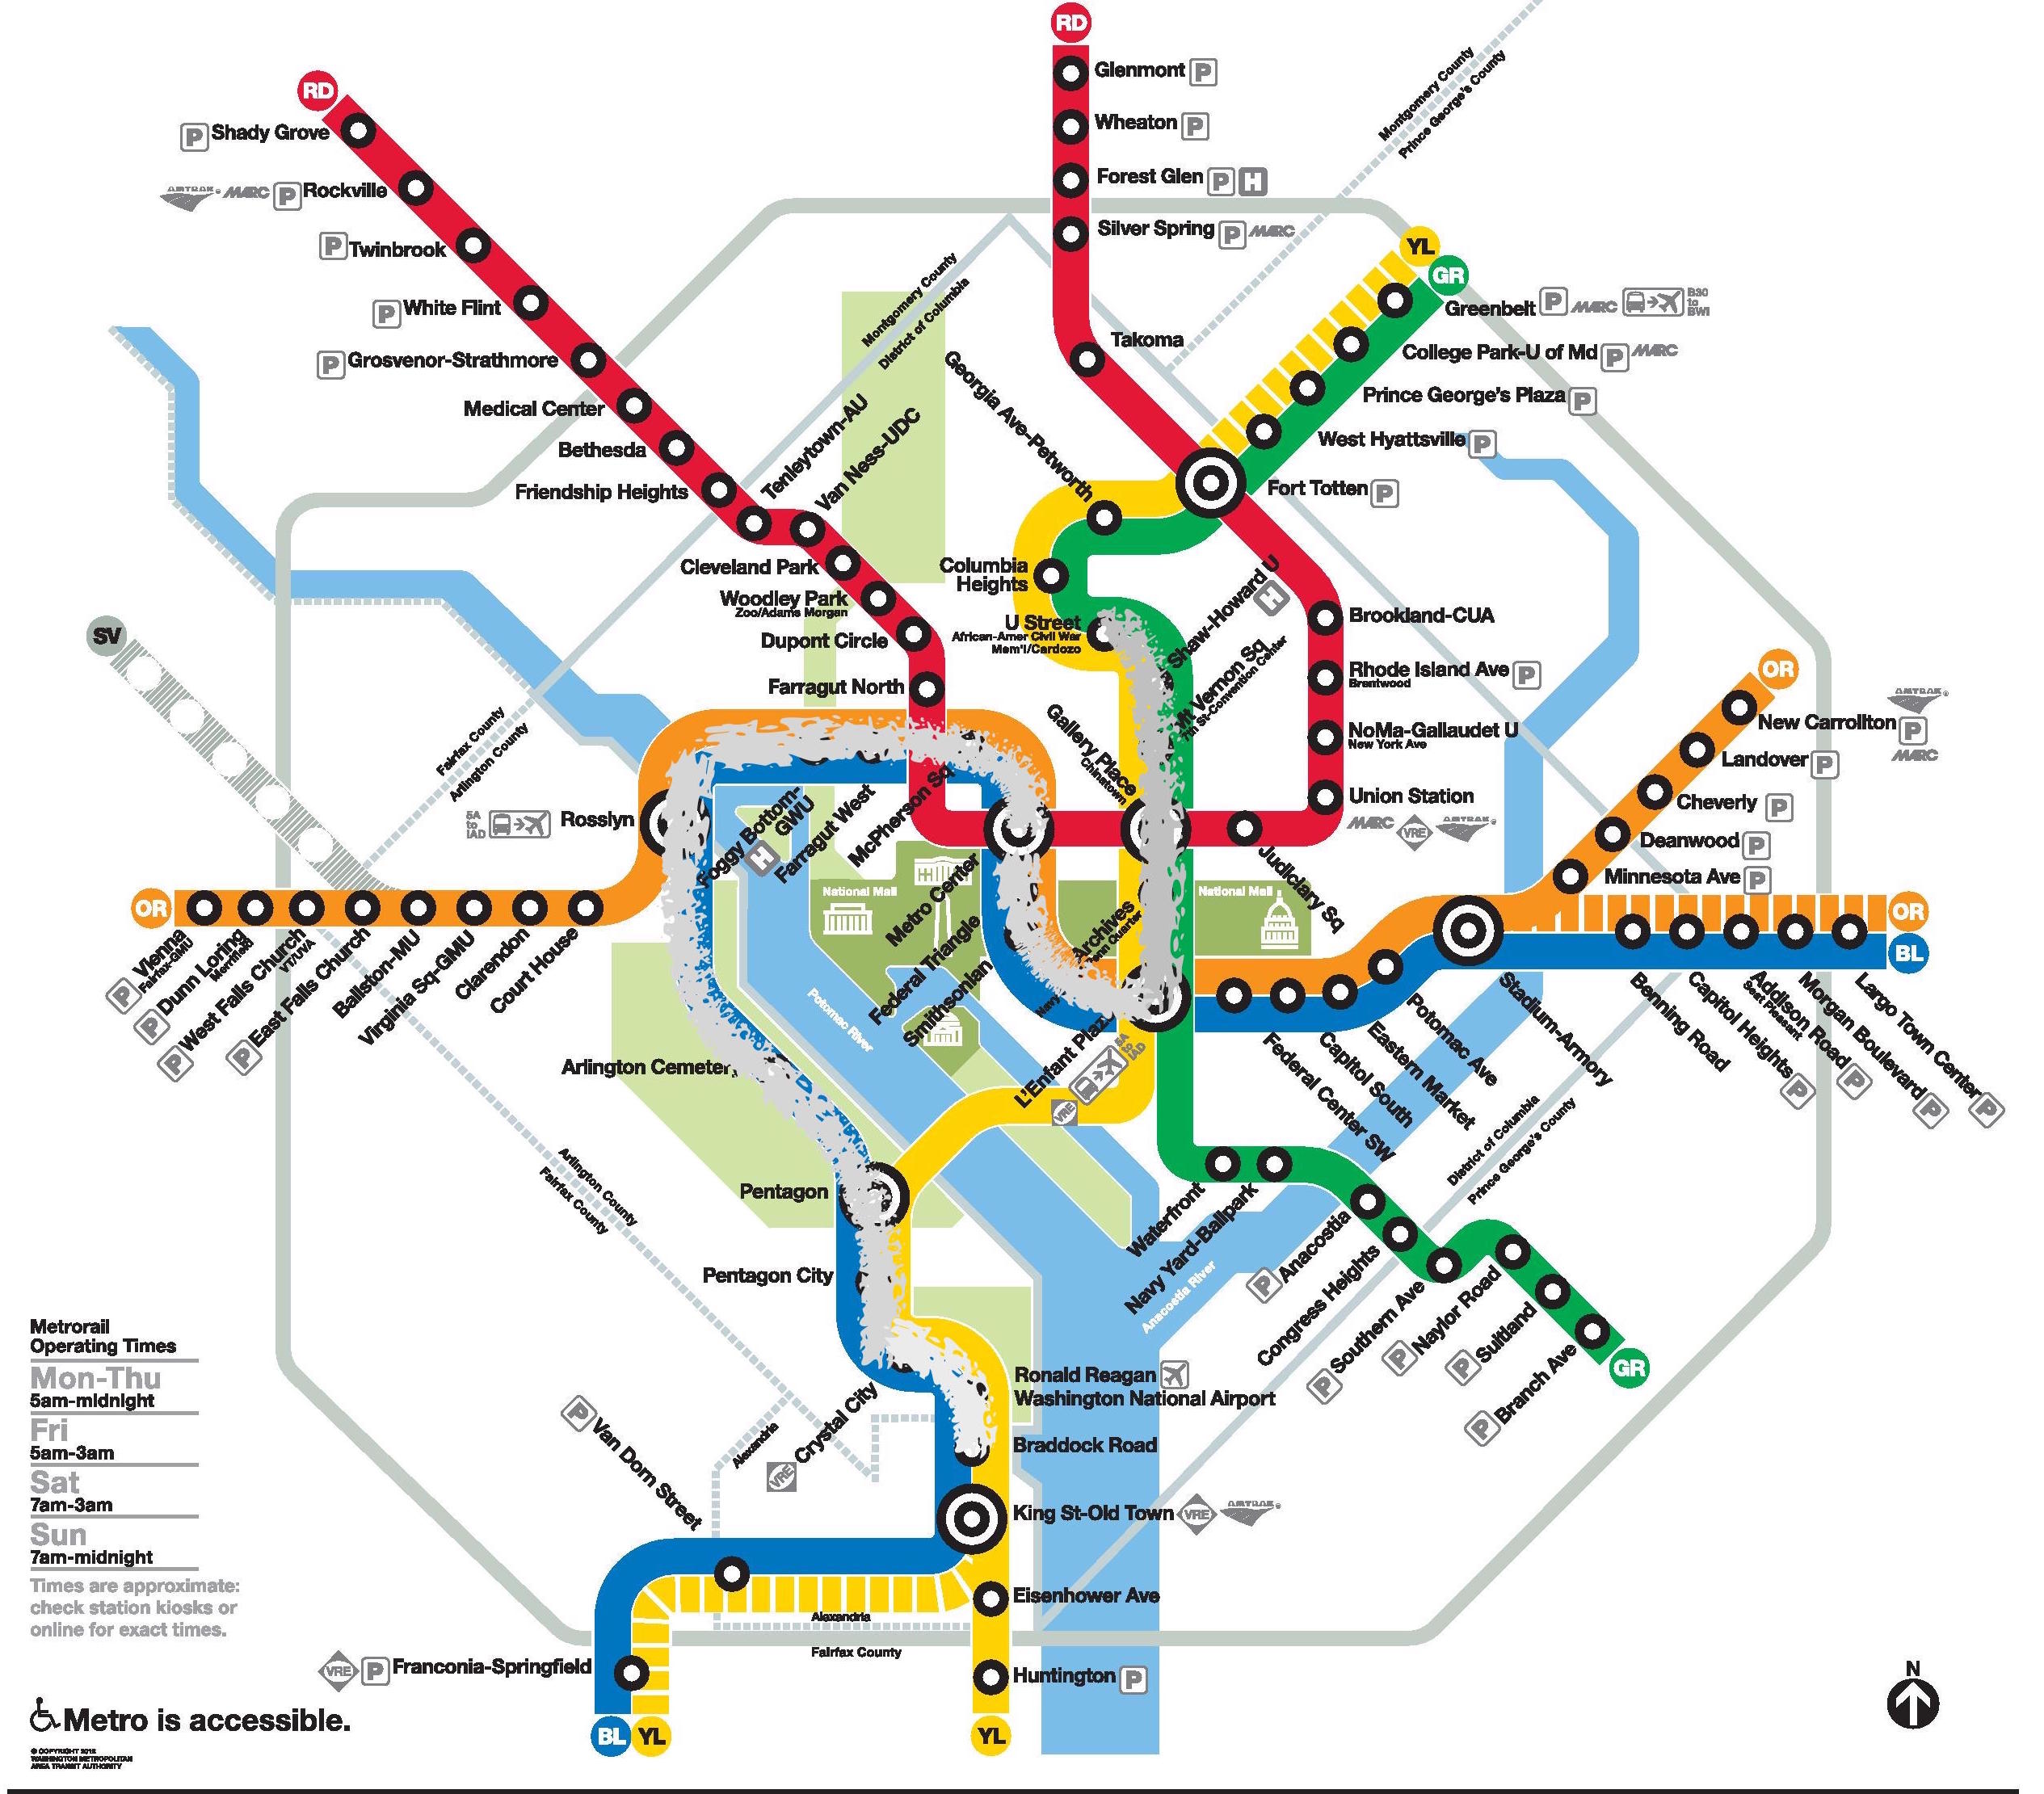 RD
Glenmont P
Wheaton P
Forest Glen P H
Silver Spring P MARC
Takoma
RD
P Shady Grove
AMTRAK MARC P Rockville
P Twinbrook
P White Flint
P Grosvenor-Strathmore
Medical Center
Bethesda
Friendship Heights
Tenleytown-AU
Van Ness-UDC
Cleveland Park
Woodley Park
Zoo/Adams Morgan
Dupont Circle
Farragut North
Montgomery County
Prince George's County
Montgomery County
District of Columbia
YL
GR
Greenbelt P MARC B30 to BWI
College Park-U of Md P MARC
Prince George's Plaza P
West Hyattsville P
Fort Totten P
Georgia Ave-Petworth
Columbia
Heights
U Street
African-Amer Civil War
Mem'l/Cardozo
Shaw-Howard U
H
Mt Vernon Sq
7th St-Convention Center
Gallery Place
Chinatown
Brookland-CUA
Rhode Island Ave P
Brentwood
NoMa-Gallaudet U
New York Ave
Union Station
MARC VRE AMTRAK
Judiciary Sq
SV
Fairfax County
Arlington County
5A
to
IAD
Rosslyn
Foggy Bottom-
GWU
H
Farragut West
McPherson Sq
Metro Center
Federal Triangle
Smithsonian
Archives
National Mall
National Mall
L'Enfant Plaza
5A
to
IAD
VRE
Potomac River
OR
New Carrollton
AMTRAK
P
MARC
Landover P
Cheverly P
Deanwood P
Minnesota Ave P
OR
BL
OR
Vienna
Fairfax-GMU
P
Dunn Loring
Merrifield
P
West Falls Church
VT/UVA
P
East Falls Church
P
Ballston-MU
Virginia Sq-GMU
Clarendon
Court House
Federal Center SW
Capitol South
Eastern Market
Potomac Ave
Stadium-Armory
Benning Road
Capitol Heights P
Addison Road P
Seat Pleasant
Morgan Boulevard P
Largo Town Center P
Arlington Cemetery
Arlington County
Fairfax County
District of Columbia
Prince George's County
Pentagon
Pentagon City
Crystal City
VRE
Ronald Reagan
Washington National Airport
Braddock Road
King St-Old Town VRE AMTRAK
Eisenhower Ave
Huntington P
YL
Alexandria
P Van Dorn Street
Alexandria
Fairfax County
VRE P Franconia-Springfield
BL
YL
Waterfront
Navy Yard-Ballpark
Anacostia River
P Anacostia
Congress Heights
P Southern Ave
P Naylor Road
P Suitland
P Branch Ave
GR
Metrorail
Operating Times
Mon-Thu
5am-midnight
Fri
5am-3am
Sat
7am-3am
Sun
7am-midnight
Times are approximate:
check station kiosks or
online for exact times.
Metro is accessible.
© COPYRIGHT 2012
WASHINGTON METROPOLITAN
AREA TRANSIT AUTHORITY
N